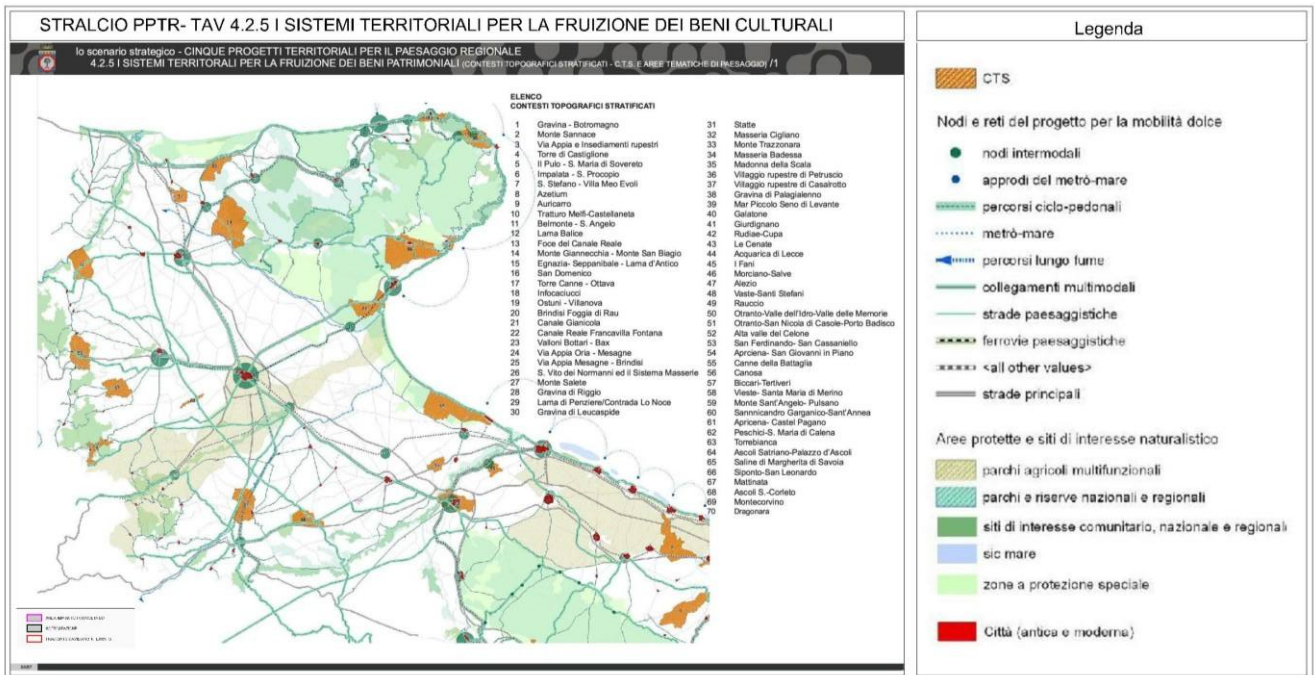 STRALCIO PPTR- TAV 4.2.5 I SISTEMI TERRITORIALI PER LA FRUIZIONE DEI BENI CULTURALI
lo scenario strategico - CINQUE PROGETTI TERRITORIALI PER IL PAESAGGIO REGIONALE
4.2.5 I SISTEMI TERRITORALI PER LA FRUIZIONE DEI BENI PATRIMONIALI (CONTESTI TOPOGRAFICI STRATIFICATI - C.T.S. E AREE TEMATICHE DI PAESAGGIO) /1
ELENCO
CONTESTI TOPOGRAFICI STRATIFICATI
1 Gravina - Botromagno
2 Monte Sannace
3 Via Appia e Insediamenti rupestri
4 Torre di Castiglione
5 Il Pulo - S. Maria di Sovereto
6 Impalata - S. Procopio
7 S. Stefano - Villa Meo Evoli
8 Azetium
9 Auricarro
10 Tratturo Melfi-Castellaneta
11 Belmonte - S. Angelo
12 Lama Balice
13 Foce del Canale Reale
14 Monte Giannecchia - Monte San Biagio
15 Egnazia- Seppanibale - Lama d'Antico
16 San Domenico
17 Torre Canne - Ottava
18 Infocaciucci
19 Ostuni - Villanova
20 Brindisi Foggia di Rau
21 Canale Gianicola
22 Canale Reale Francavilla Fontana
23 Valloni Bottari - Bax
24 Via Appia Oria - Mesagne
25 Via Appia Mesagne - Brindisi
26 S. Vito dei Normanni ed il Sistema Masserie
27 Monte Salete
28 Gravina di Riggio
29 Lama di Penziere/Contrada Lo Noce
30 Gravina di Leucaspide
31 Statte
32 Masseria Cigliano
33 Monte Trazzonara
34 Masseria Badessa
35 Madonna della Scala
36 Villaggio rupestre di Petruscio
37 Villaggio rupestre di Casalrotto
38 Gravina di Palagialenno
39 Mar Piccolo Seno di Levante
40 Galatone
41 Giurdignano
42 Rudiae-Cupa
43 Le Cenate
44 Acquarica di Lecce
45 I Fani
46 Morciano-Salve
47 Alezio
48 Vaste-Santi Stefani
49 Rauccio
50 Otranto-Valle dell'Idro-Valle delle Memorie
51 Otranto-San Nicola di Casole-Porto Badisco
52 Alta valle del Celone
53 San Ferdinando- San Cassaniello
54 Aprciena- San Giovanni in Piano
55 Canne della Battaglia
56 Canosa
57 Biccari-Tertiveri
58 Vieste- Santa Maria di Merino
59 Monte Sant'Angelo- Pulsano
60 Sannnicandro Garganico-Sant'Annea
61 Apricena- Castel Pagano
62 Peschici-S. Maria di Calena
63 Torrebianca
64 Ascoli Satriano-Palazzo d'Ascoli
65 Saline di Margherita di Savoia
66 Siponto-San Leonardo
67 Mattinata
68 Ascoli S.-Corleto
69 Montecorvino
70 Dragonara
Legenda
CTS
Nodi e reti del progetto per la mobilità dolce
nodi intermodali
approdi del metrò-mare
percorsi ciclo-pedonali
metrò-mare
percorsi lungo fume
collegamenti multimodali
strade paesaggistiche
ferrovie paesaggistiche
<all other values>
strade principali
Aree protette e siti di interesse naturalistico
parchi agricoli multifunzionali
parchi e riserve nazionali e regionali
siti di interesse comunitario, nazionale e regionali
sic mare
zone a protezione speciale
Città (antica e moderna)